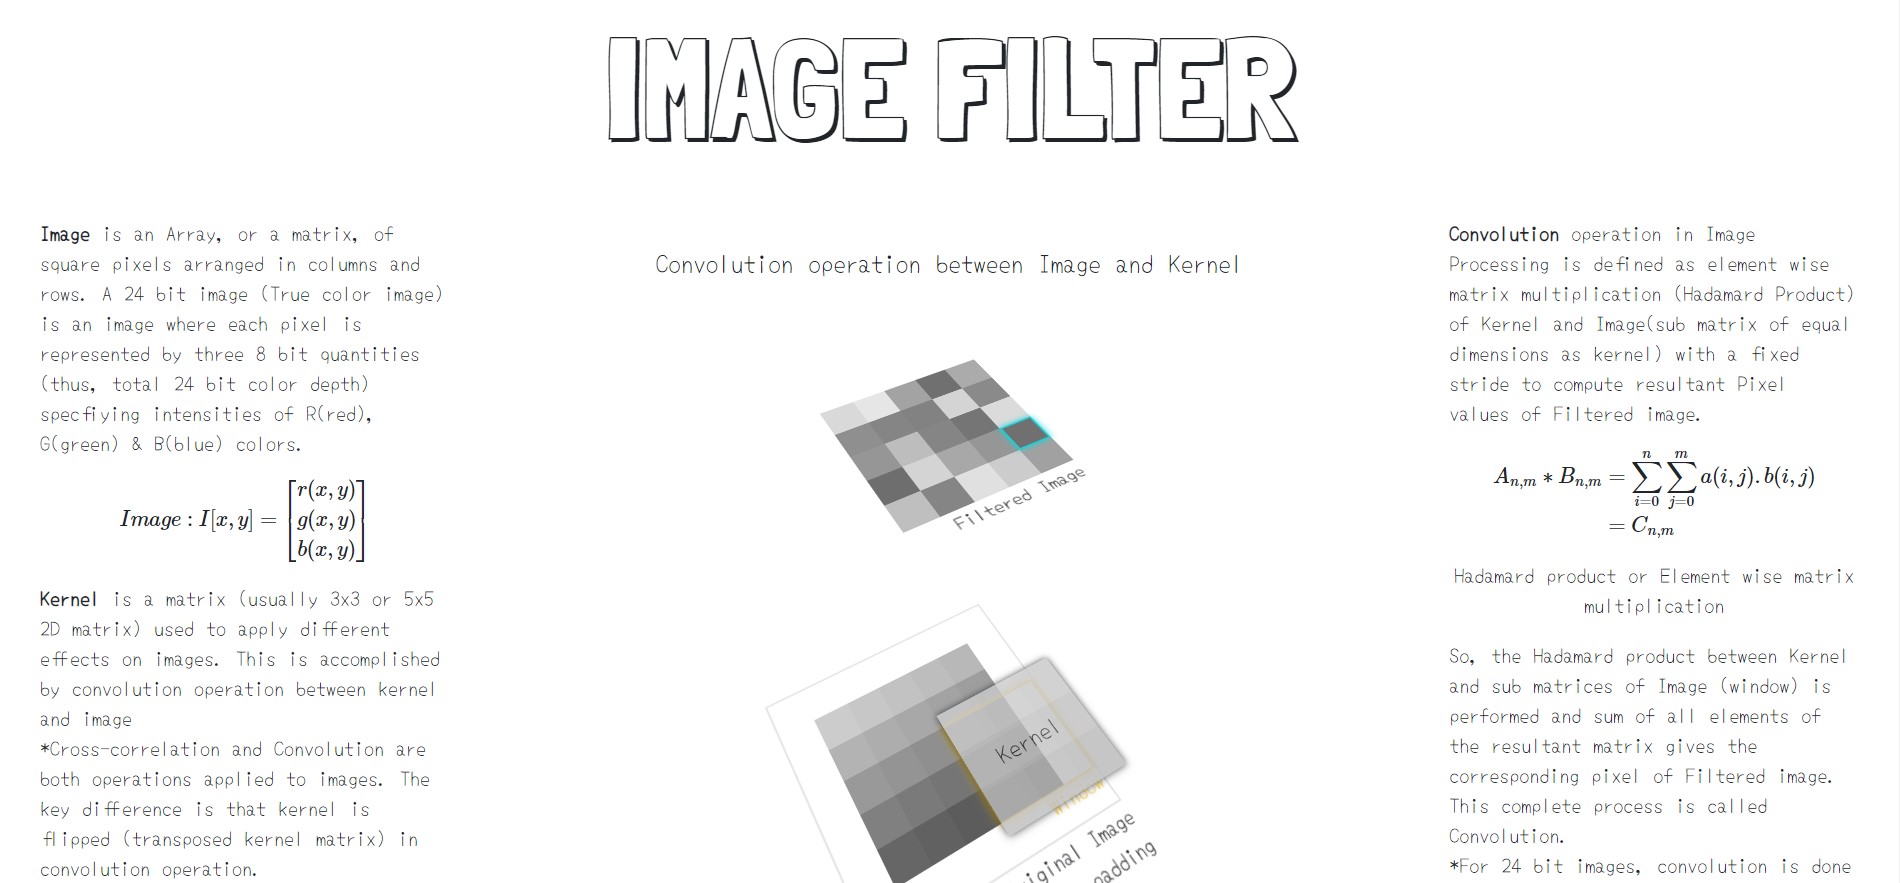 IMAGE FILTER
Image is an Array, or a matrix, of
square pixels arranged in columns and
rows. A 24 bit image (True color image)
is an image where each pixel is
represented by three 8 bit quantities
(thus, total 24 bit color depth)
specfiying intensities of R(red),
G(green) & B(blue) colors.
Image : I[x, y] = [r(x, y)
g(x, y)
b(x, y)]
Kernel is a matrix (usually 3x3 or 5x5
2D matrix) used to apply different
effects on images. This is accomplished
by convolution operation between kernel
and image
*Cross-correlation and Convolution are
both operations applied to images. The
key difference is that kernel is
flipped (transposed kernel matrix) in
convolution operation.
Convolution operation between Image and Kernel
Filtered Image
Kernel
Window
Image
Convolution operation in Image
Processing is defined as element wise
matrix multiplication (Hadamard Product)
of Kernel and Image(sub matrix of equal
dimensions as kernel) with a fixed
stride to compute resultant Pixel
values of Filtered image.
A_{n,m} * B_{n,m} = \sum_{i=0}^{n} \sum_{j=0}^{m} a(i, j).b(i, j)
= C_{n,m}
Hadamard product or Element wise matrix
multiplication
So, the Hadamard product between Kernel
and sub matrices of Image (window) is
performed and sum of all elements of
the resultant matrix gives the
corresponding pixel of Filtered image.
This complete process is called
Convolution.
*For 24 bit images, convolution is done